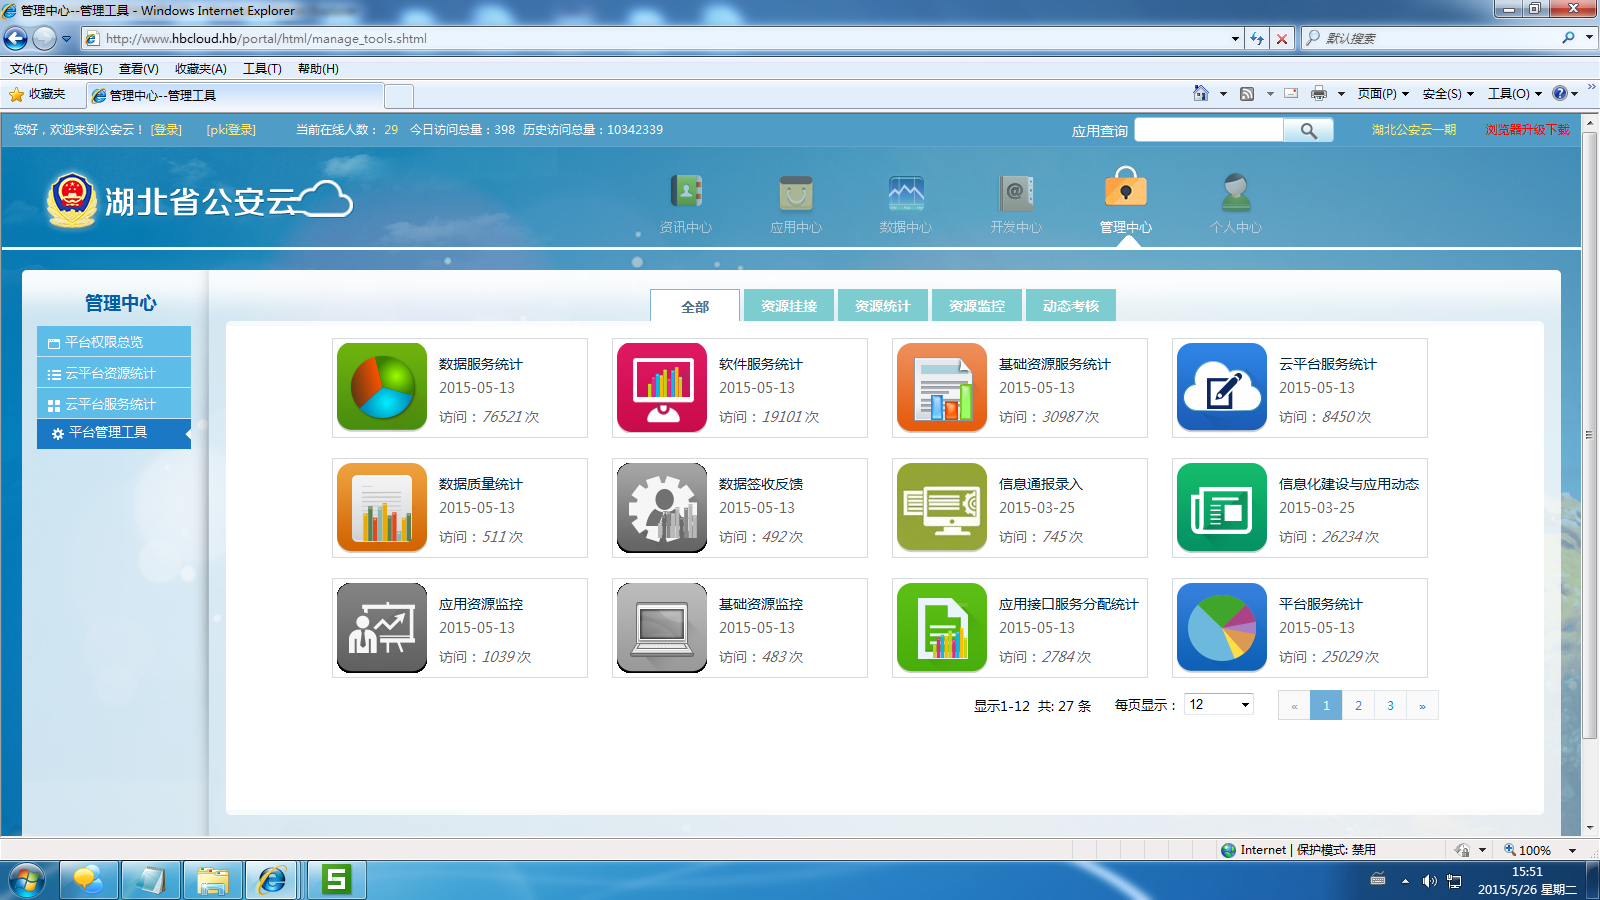 管理中心--管理工具 - Windows Internet Explorer
http://www.hbcloud.hb/portal/html/manage_tools.shtml
默认搜索
文件(F) 编辑(E) 查看(V) 收藏夹(A) 工具(T) 帮助(H)
收藏夹 管理中心--管理工具 页面(P) 安全(S) 工具(O)
您好，欢迎来到公安云！ [登录] [pki登录] 当前在线人数： 29 今日访问总量：398 历史访问总量：10342339 应用查询 湖北公安云一期 浏览器升级下载
湖北省公安云
资讯中心 应用中心 数据中心 开发中心 管理中心 个人中心
管理中心
平台权限总览
云平台资源统计
云平台服务统计
平台管理工具
全部 资源挂接 资源统计 资源监控 动态考核
数据服务统计
2015-05-13
访问：76521次
软件服务统计
2015-05-13
访问：19101次
基础资源服务统计
2015-05-13
访问：30987次
云平台服务统计
2015-05-13
访问：8450次
数据质量统计
2015-05-13
访问：511次
数据签收反馈
2015-05-13
访问：492次
信息通报录入
2015-03-25
访问：745次
信息化建设与应用动态
2015-03-25
访问：26234次
应用资源监控
2015-05-13
访问：1039次
基础资源监控
2015-05-13
访问：483次
应用接口服务分配统计
2015-05-13
访问：2784次
平台服务统计
2015-05-13
访问：25029次
显示1-12 共: 27 条 每页显示： 12 « 1 2 3 »
Internet | 保护模式: 禁用 100%
15:51
2015/5/26 星期二